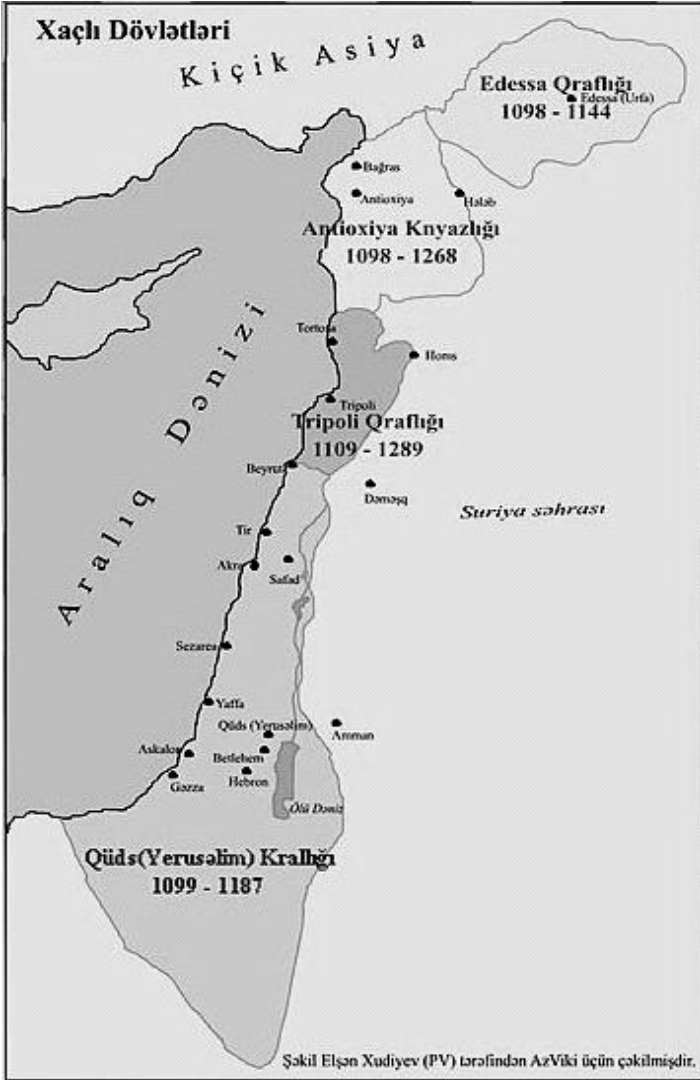 Xaçlı Dövlətləri
Kiçik Asiya
Edessa Qraflığı
Edessa (Urfa)
1098 - 1144
Bağras
Antioxiya
Hələb
Antioxiya Knyazlığı
1098 - 1268
Aralıq Dənizi
Tortosa
Homs
Tripoli
Tripoli Qraflığı
1109 - 1289
Beyrut
Dəməşq
Suriya səhrası
Tir
Akra
Səfad
Sezarea
Yaffa
Qüds (Yerusəlim)
Amman
Askalon
Betlehem
Gəzza
Hebron
Ölü Dəniz
Qüds(Yerusəlim) Krallığı
1099 - 1187
Şəkil Elşən Xudiyev (PV) tərəfindən AzViki üçün çəkilmişdir.